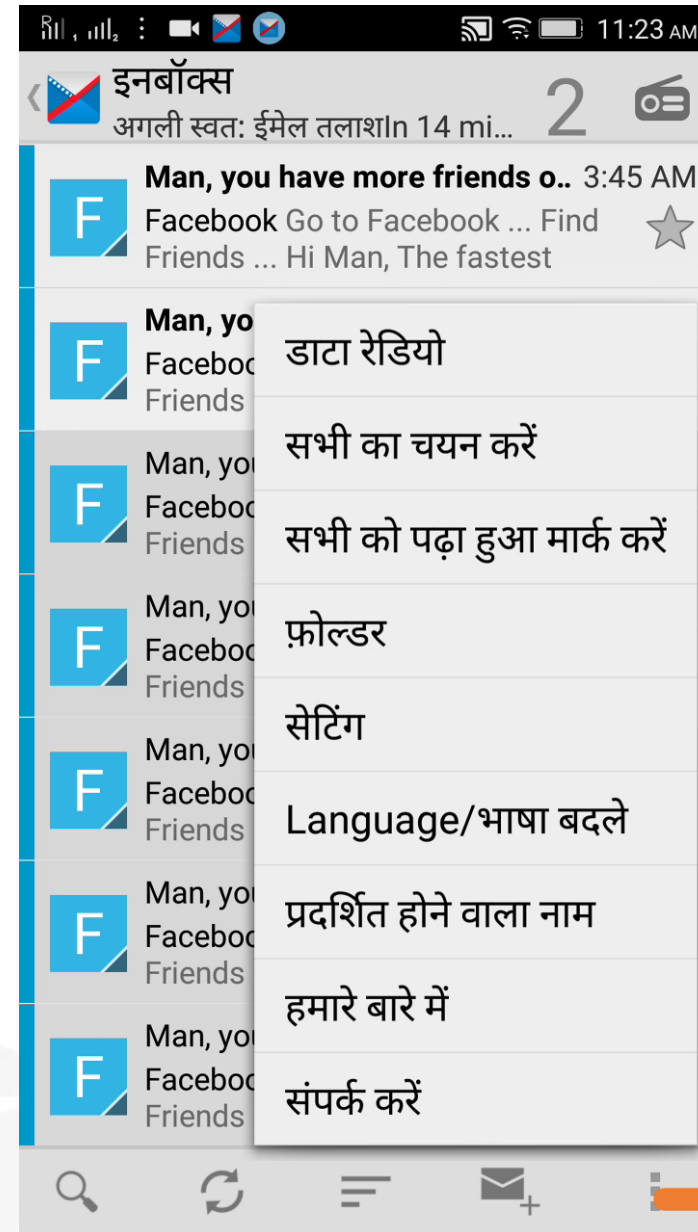 11:23 AM
इनबॉक्स
अगली स्वत: ईमेल तलाशIn 14 mi... 2
F Man, you have more friends o.. 3:45 AM
Facebook Go to Facebook ... Find
Friends ... Hi Man, The fastest
Man, yo
F Faceboo
Friends
Man, you
F Faceboo
Friends
Man, you
F Faceboo
Friends
Man, you
F Faceboo
Friends
Man, you
F Faceboo
Friends
Man, you
F Faceboo
Friends
डाटा रेडियो
सभी का चयन करें
सभी को पढ़ा हुआ मार्क करें
फ़ोल्डर
सेटिंग
Language/भाषा बदले
प्रदर्शित होने वाला नाम
हमारे बारे में
संपर्क करें